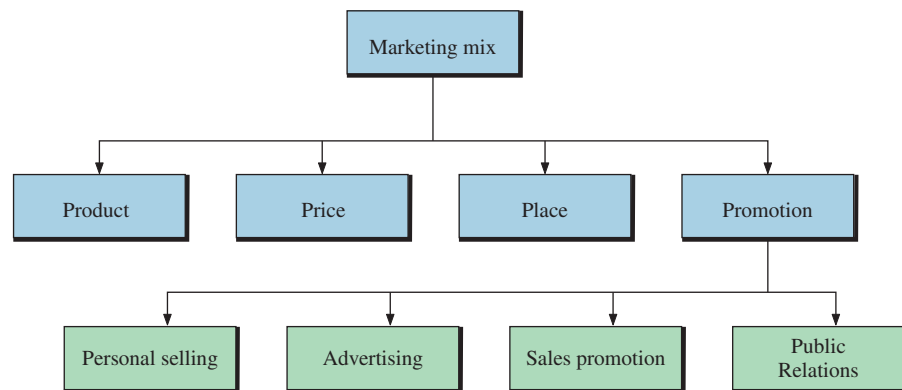 Marketing mix
Product
Price
Place
Promotion
Personal selling
Advertising
Sales promotion
Public
Relations